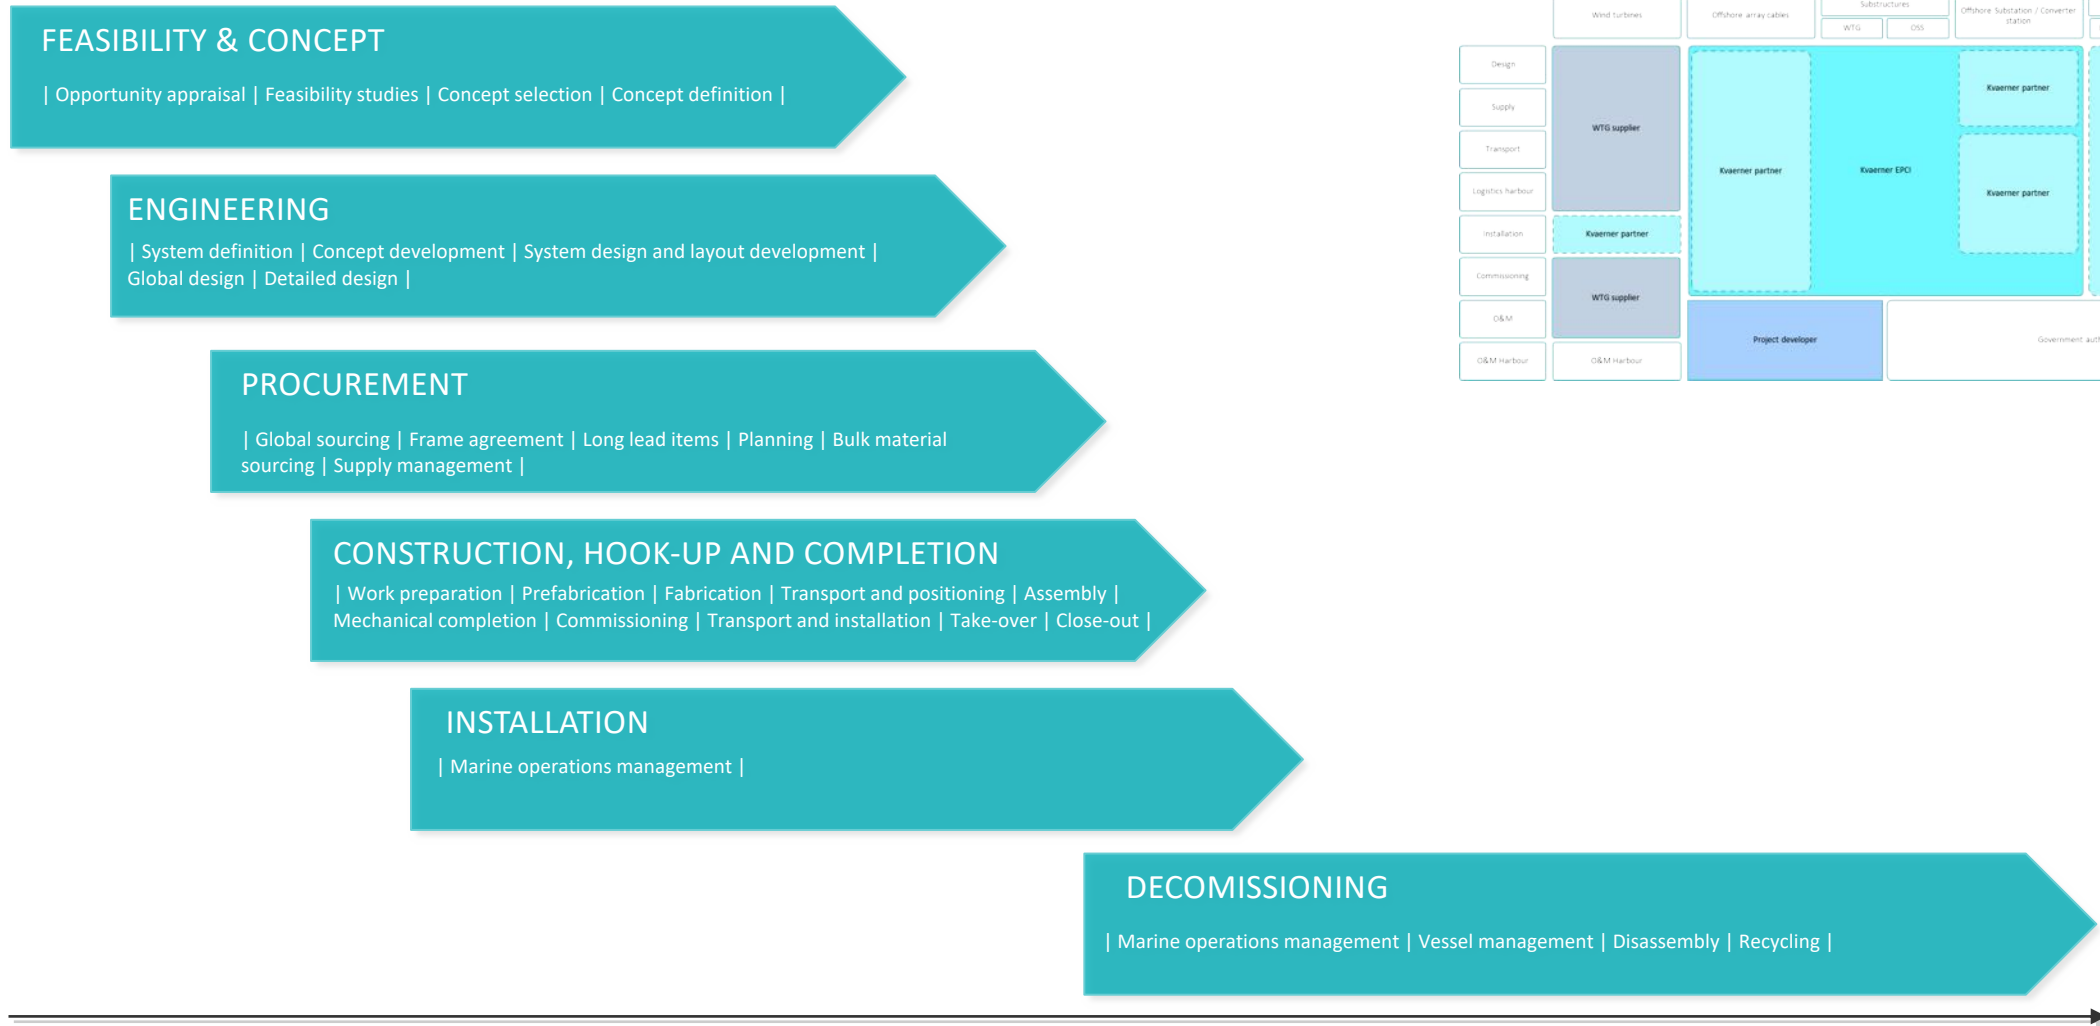 FEASIBILITY & CONCEPT
| Opportunity appraisal | Feasibility studies | Concept selection | Concept definition |
ENGINEERING
| System definition | Concept development | System design and layout development |
Global design | Detailed design |
PROCUREMENT
| Global sourcing | Frame agreement | Long lead items | Planning | Bulk material
sourcing | Supply management |
CONSTRUCTION, HOOK-UP AND COMPLETION
| Work preparation | Prefabrication | Fabrication | Transport and positioning | Assembly |
Mechanical completion | Commissioning | Transport and installation | Take-over | Close-out |
INSTALLATION
| Marine operations management |
DECOMISSIONING
| Marine operations management | Vessel management | Disassembly | Recycling |
Wind turbines
Offshore array cables
Substructures
WTG
OSS
Offshore Substation / Converter
station
Design
Supply
Transport
Logistics harbour
Installation
Commissioning
O&M
O&M Harbour
WTG supplier
Kvaerner partner
WTG supplier
O&M Harbour
Kvaerner partner
Kvaerner EPCI
Kvaerner partner
Kvaerner partner
Project developer
Government